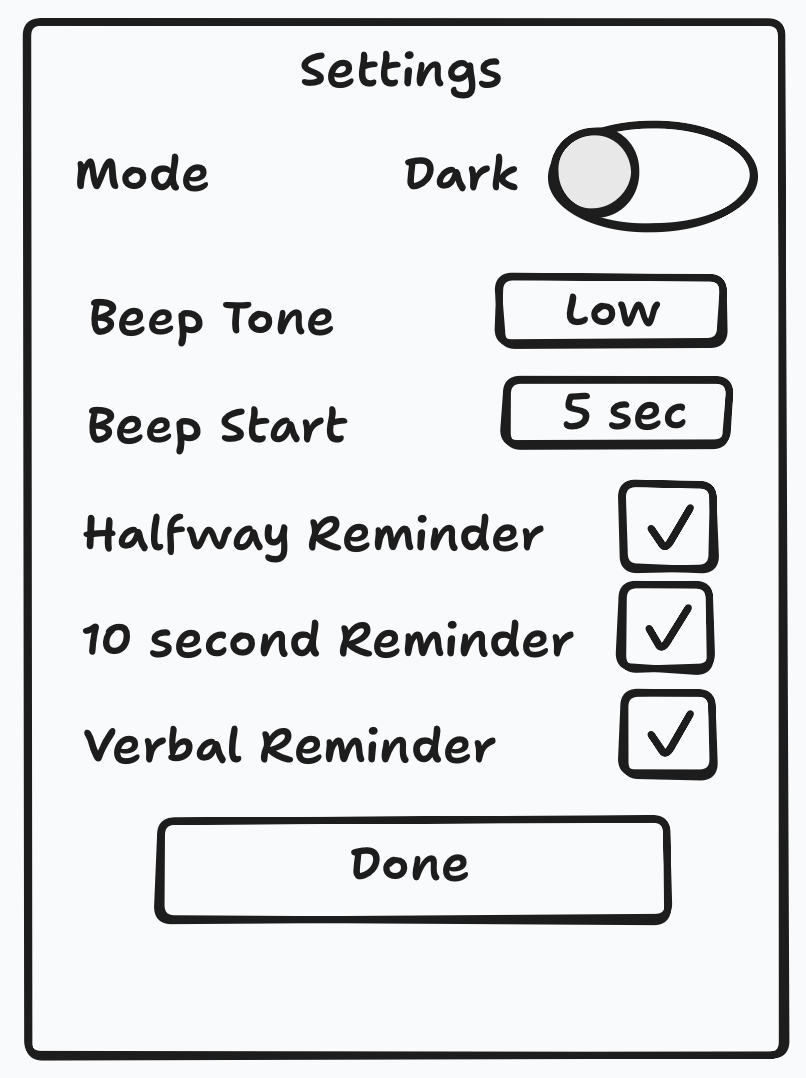 Settings
Mode Dark
Beep Tone Low
Beep Start 5 sec
Halfway Reminder
10 second Reminder
Verbal Reminder
Done